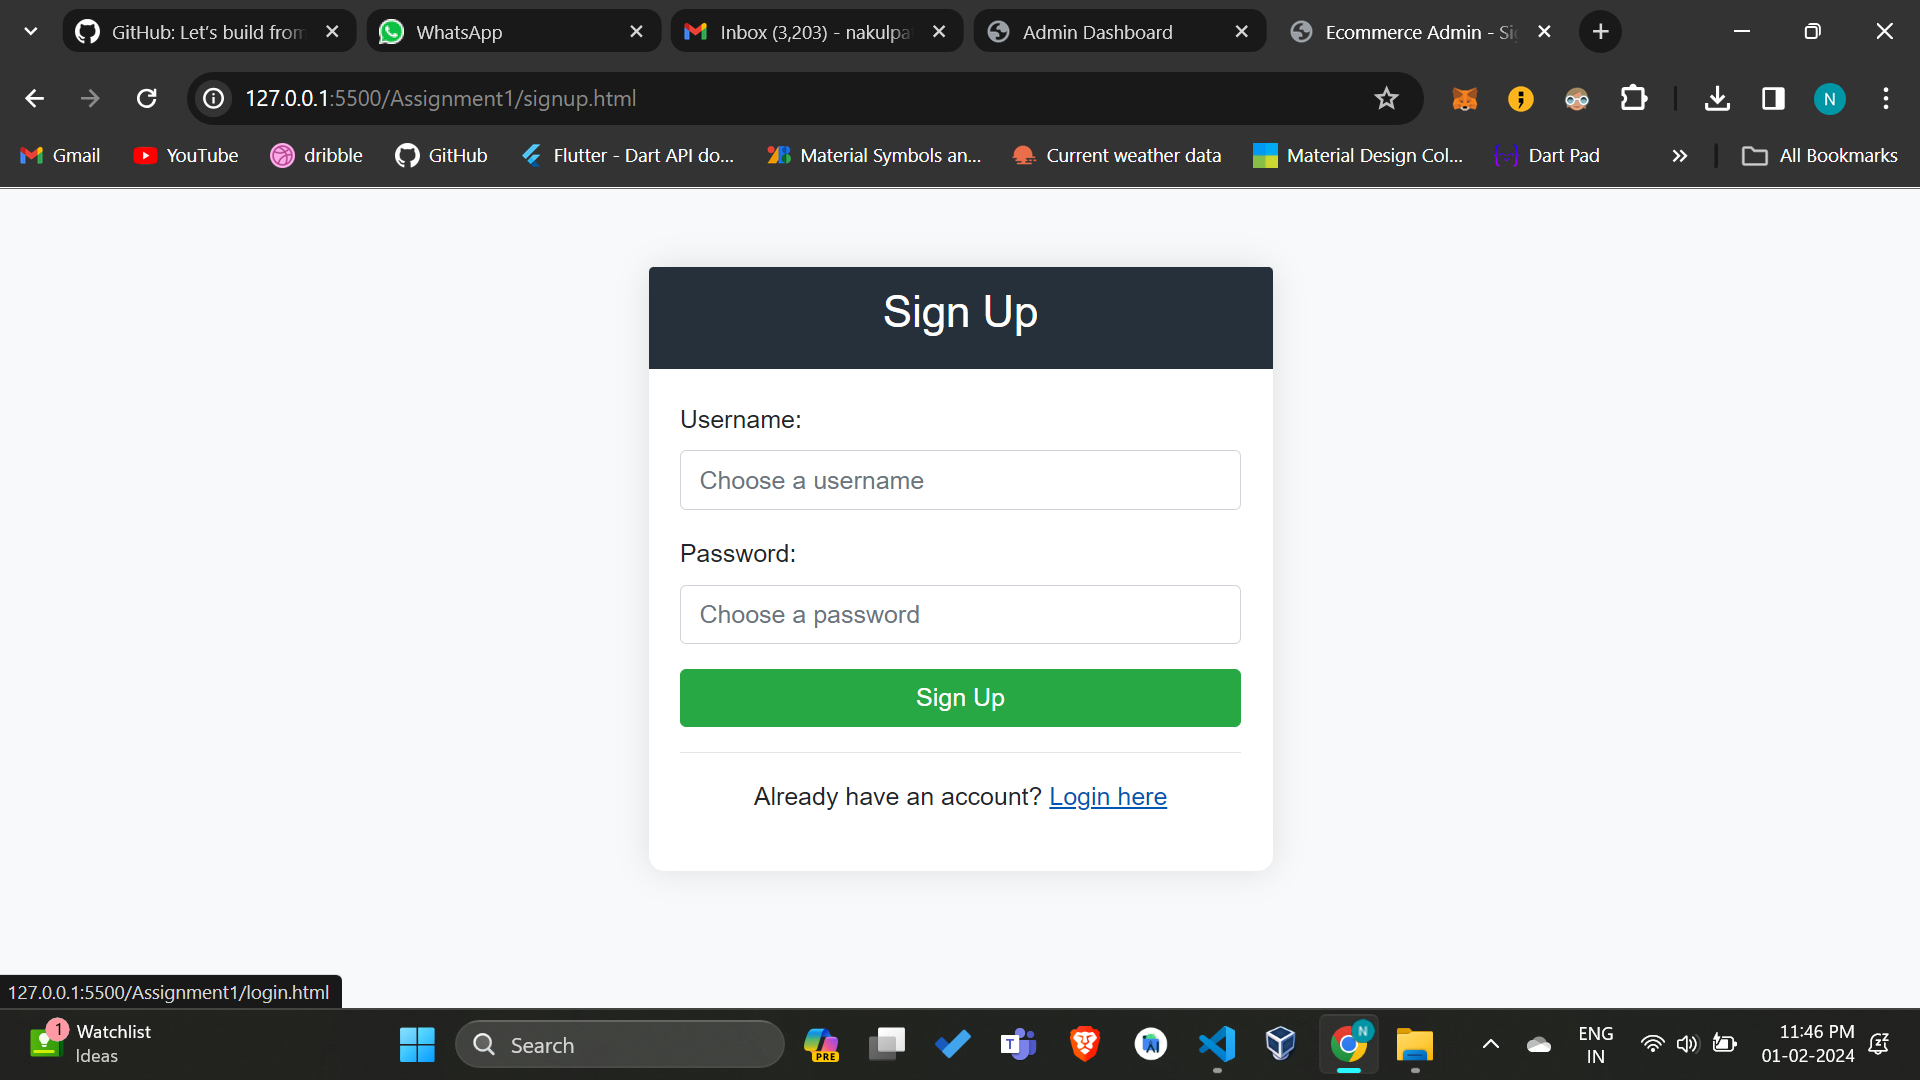 GitHub: Let's build from
WhatsApp
Inbox (3,203) - nakulpa
Admin Dashboard
Ecommerce Admin - Si
127.0.0.1:5500/Assignment1/signup.html
N
Gmail
YouTube
dribble
GitHub
Flutter - Dart API do...
Material Symbols an...
Current weather data
Material Design Col...
Dart Pad
All Bookmarks
Sign Up
Username:
Choose a username
Password:
Choose a password
Sign Up
Already have an account? Login here
127.0.0.1:5500/Assignment1/login.html
1
Watchlist
Ideas
Search
PRE
T
N
ENG
IN
11:46 PM
01-02-2024